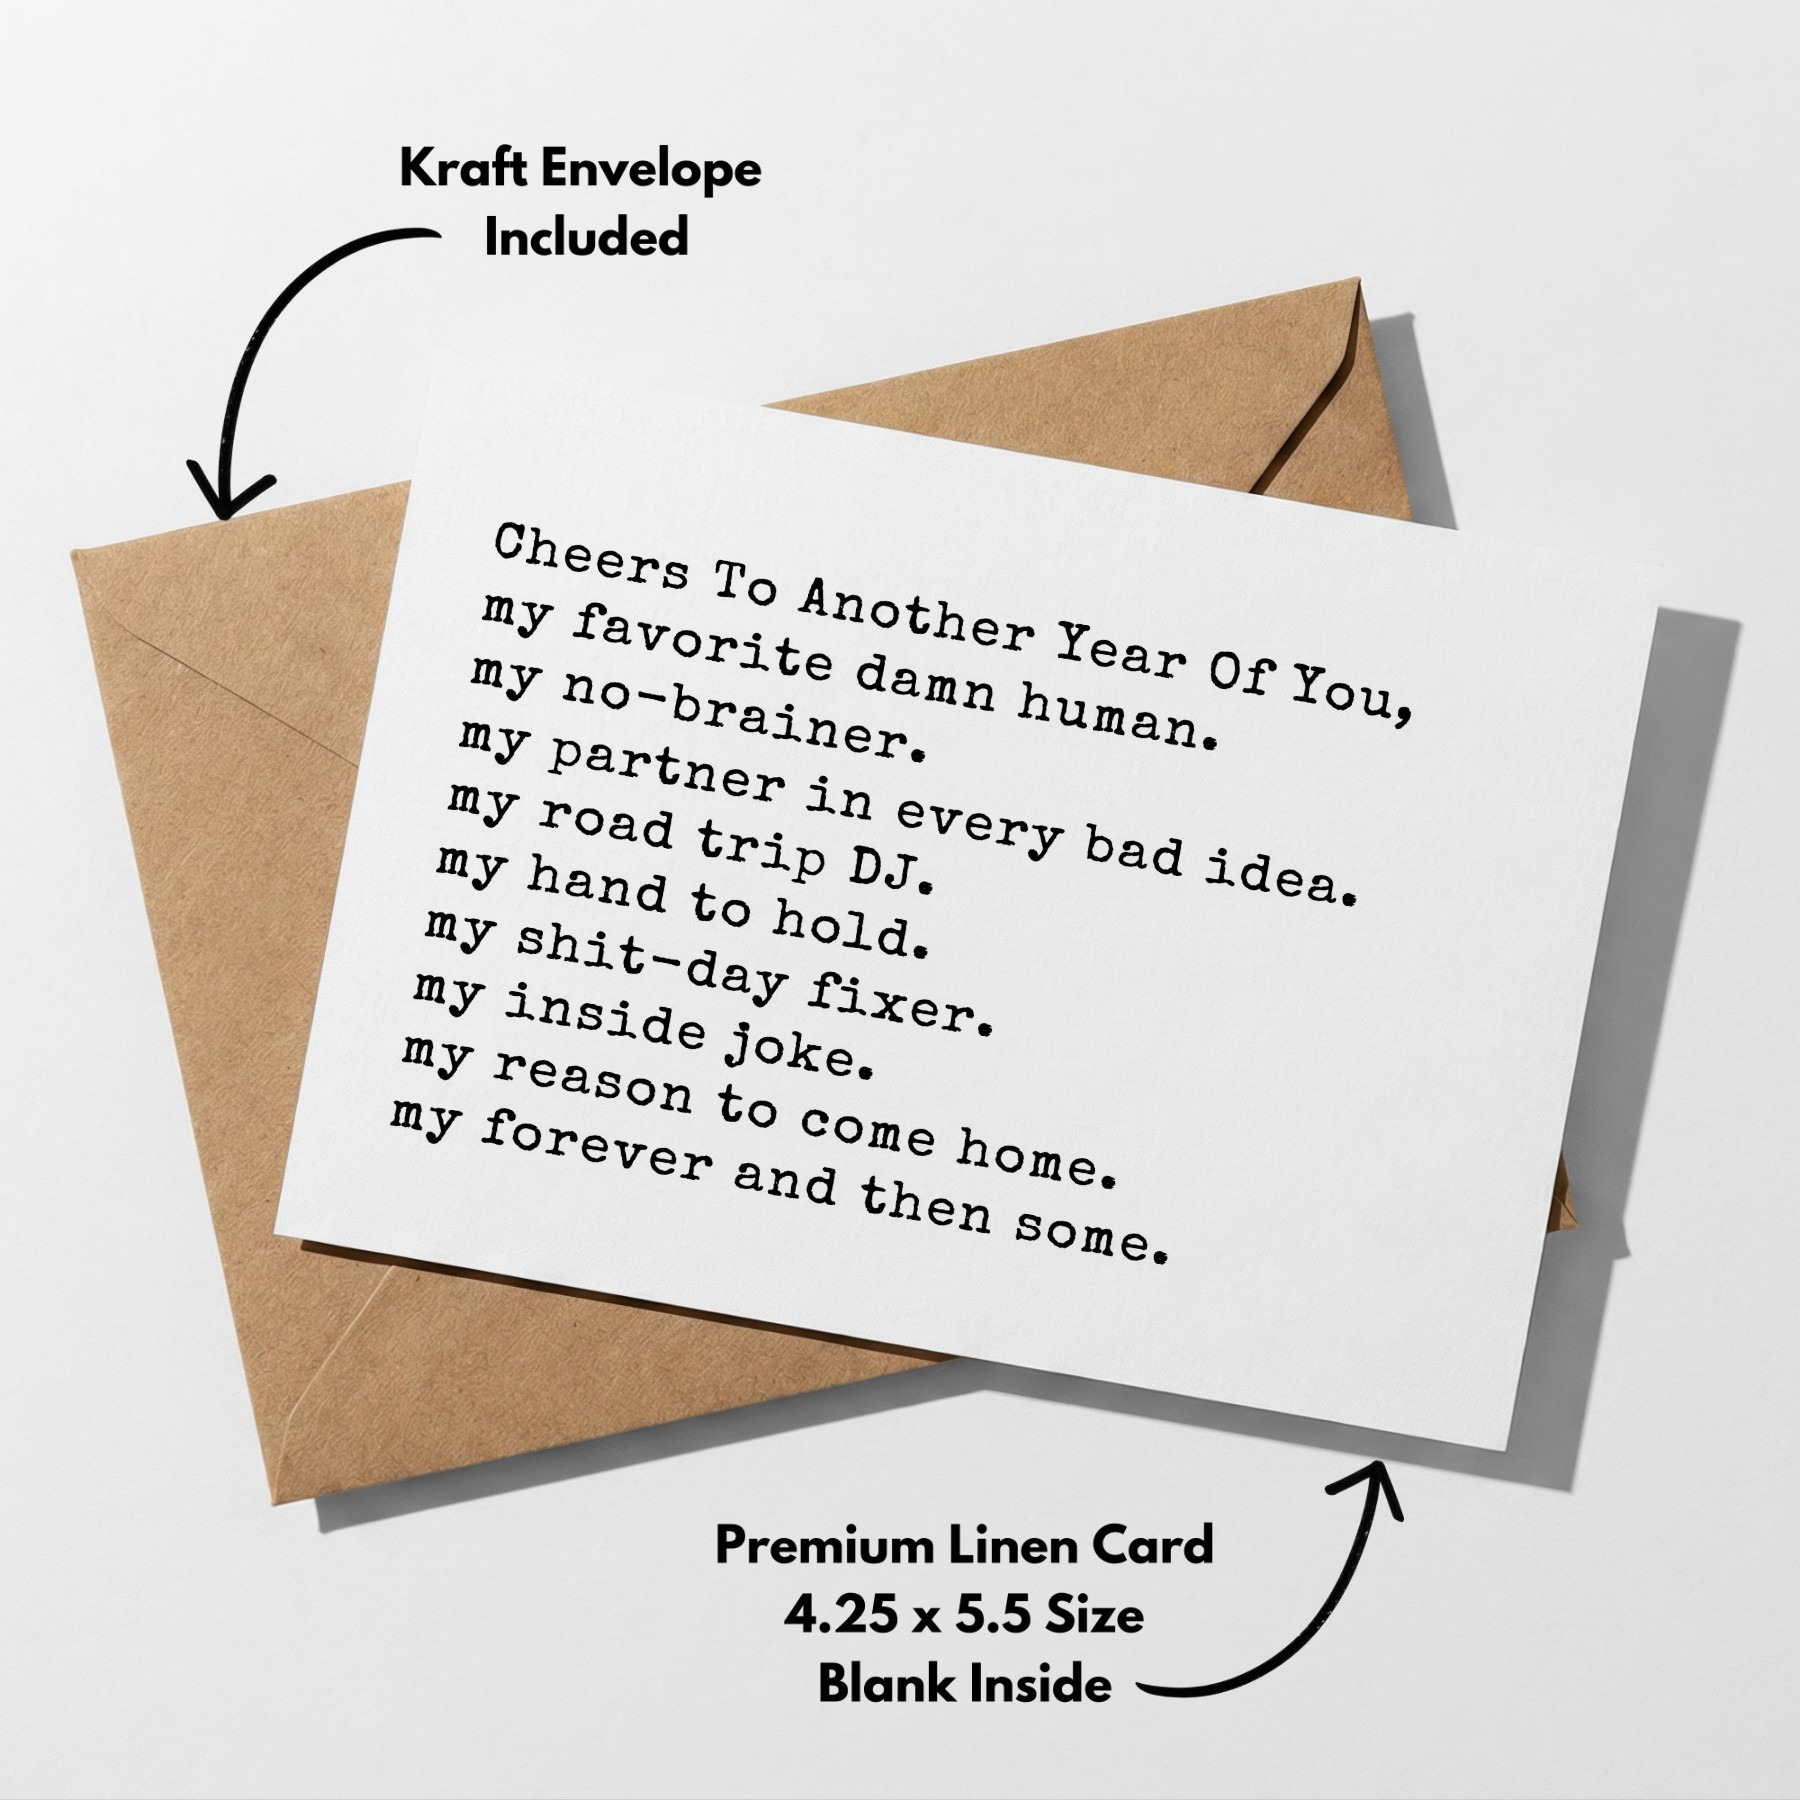 Kraft Envelope
Included
Cheers To Another Year Of You,
my favorite damn human.
my no-brainer.
my partner in every bad idea.
my road trip DJ.
my hand to hold.
my shit-day fixer.
my inside joke.
my reason to come home.
my forever and then some.
Premium Linen Card
4.25 x 5.5 Size
Blank Inside